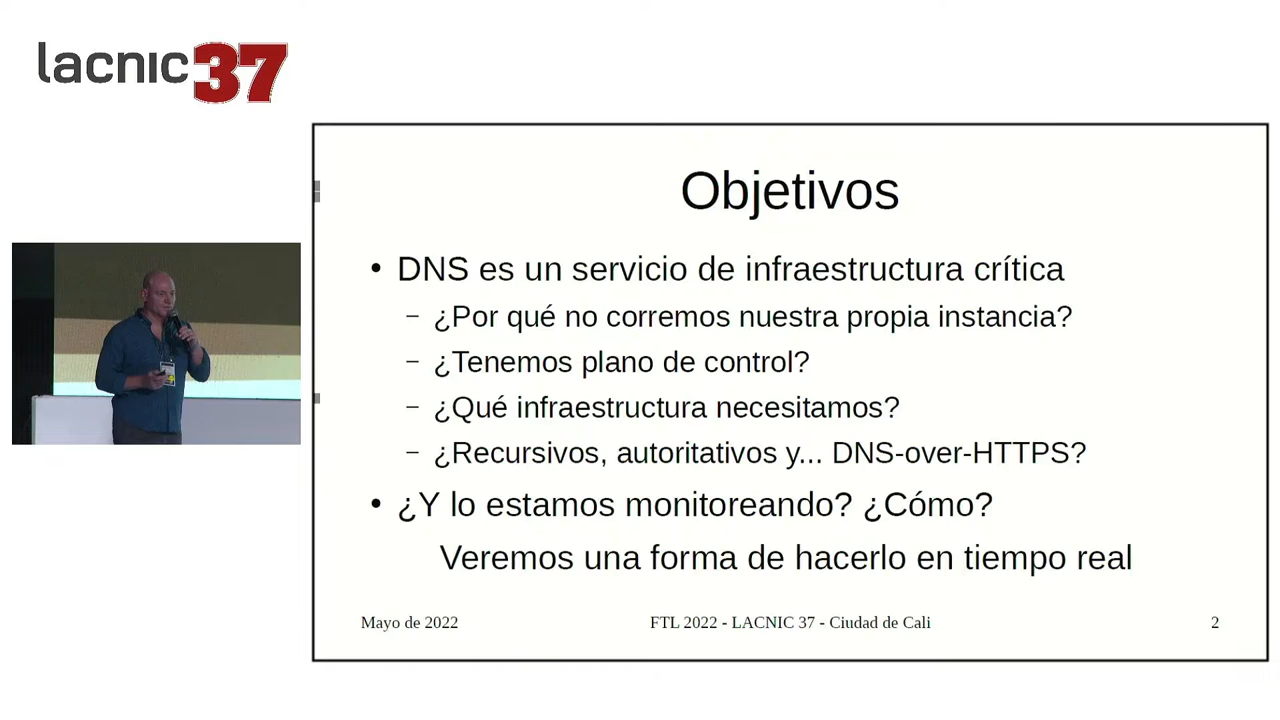 lacnic 37
Objetivos
• DNS es un servicio de infraestructura crítica
– ¿Por qué no corremos nuestra propia instancia?
– ¿Tenemos plano de control?
– ¿Qué infraestructura necesitamos?
– ¿Recursivos, autoritativos y... DNS-over-HTTPS?
• ¿Y lo estamos monitoreando? ¿Cómo?
Veremos una forma de hacerlo en tiempo real
Mayo de 2022 FTL 2022 - LACNIC 37 - Ciudad de Cali 2